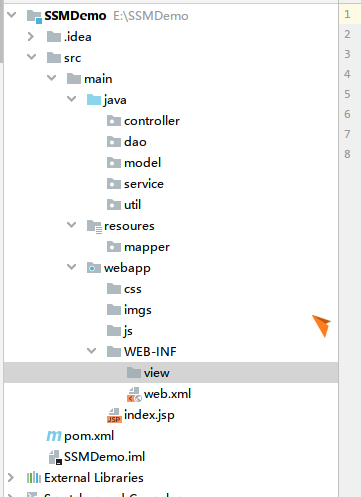 SSMDemo E:\SSMDemo
.idea
src
main
java
controller
dao
model
service
util
resoures
mapper
webapp
css
imgs
js
WEB-INF
view
web.xml
index.jsp
pom.xml
SSMDemo.iml
External Libraries
1
2
3
4
5
6
7
8